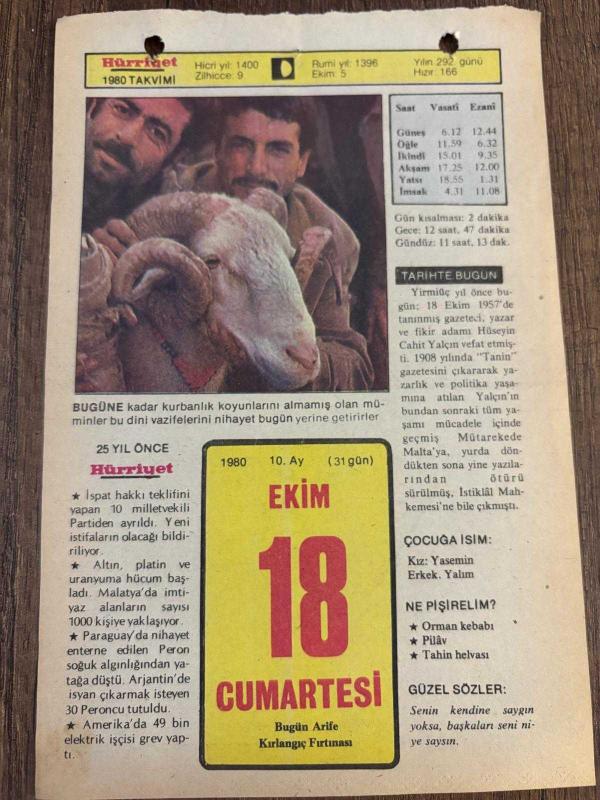 Hürriyet
1980 TAKVİMİ
Hicri yıl: 1400
Zilhicce: 9
Rumi yıl: 1396
Ekim: 5
Yılın 292. günü
Hızır: 166
Saat Vasatî Ezanî
Güneş 6.12 12.44
Öğle 11.59 6.32
İkindi 15.01 9.35
Akşam 17.25 12.00
Yatsı 18.55 1.31
İmsak 4.31 11.08
Gün kısalması: 2 dakika
Gece: 12 saat, 47 dakika
Gündüz: 11 saat, 13 dak.
TARİHTE BUGÜN
Yirmiüç yıl önce bu-
gün; 18 Ekim 1957'de
tanınmış gazeteci, yazar
ve fikir adamı Hüseyin
Cahit Yalçın vefat etmiş-
ti. 1908 yılında "Tanin"
gazetesini çıkararak ya-
zarlık ve politika yaşa-
mına atılan Yalçın'ın
bundan sonraki tüm ya-
şamı mücadele içinde
geçmiş Mütarekede
Malta'ya, yurda dön-
dükten sona yine yazıla-
rından ötürü
sürülmüş, İstiklâl Mah-
kemesi'ne bile çıkmıştı.
BUGÜNE kadar kurbanlık koyunlarını almamış olan mü-
minler bu dini vazifelerini nihayet bugün yerine getirirler
25 YIL ÖNCE
Hürriyet
★ İspat hakkı teklifini
yapan 10 milletvekili
Partiden ayrıldı. Yeni
istifaların olacağı bildi-
riliyor.
★ Altın, platin ve
uranyuma hücum baş-
ladı. Malatya'da imti-
yaz alanların sayısı
1000 kişiye yaklaşıyor.
★ Paraguay'da nihayet
enterne edilen Peron
soğuk algınlığından ya-
tağa düştü. Arjantin'de
isyan çıkarmak isteyen
30 Peroncu tutuldu.
★ Amerika'da 49 bin
elektrik işçisi grev yap-
tı.
1980 10. Ay (31 gün)
EKİM
18
CUMARTESİ
Bugün Arife
Kırlangıç Fırtınası
ÇOCUĞA İSİM:
Kız: Yasemin
Erkek. Yalım
NE PİŞİRELİM?
★ Orman kebabı
★ Pilâv
★ Tahin helvası
GÜZEL SÖZLER:
Senin kendine saygın
yoksa, başkaları seni ni-
ye saysın.